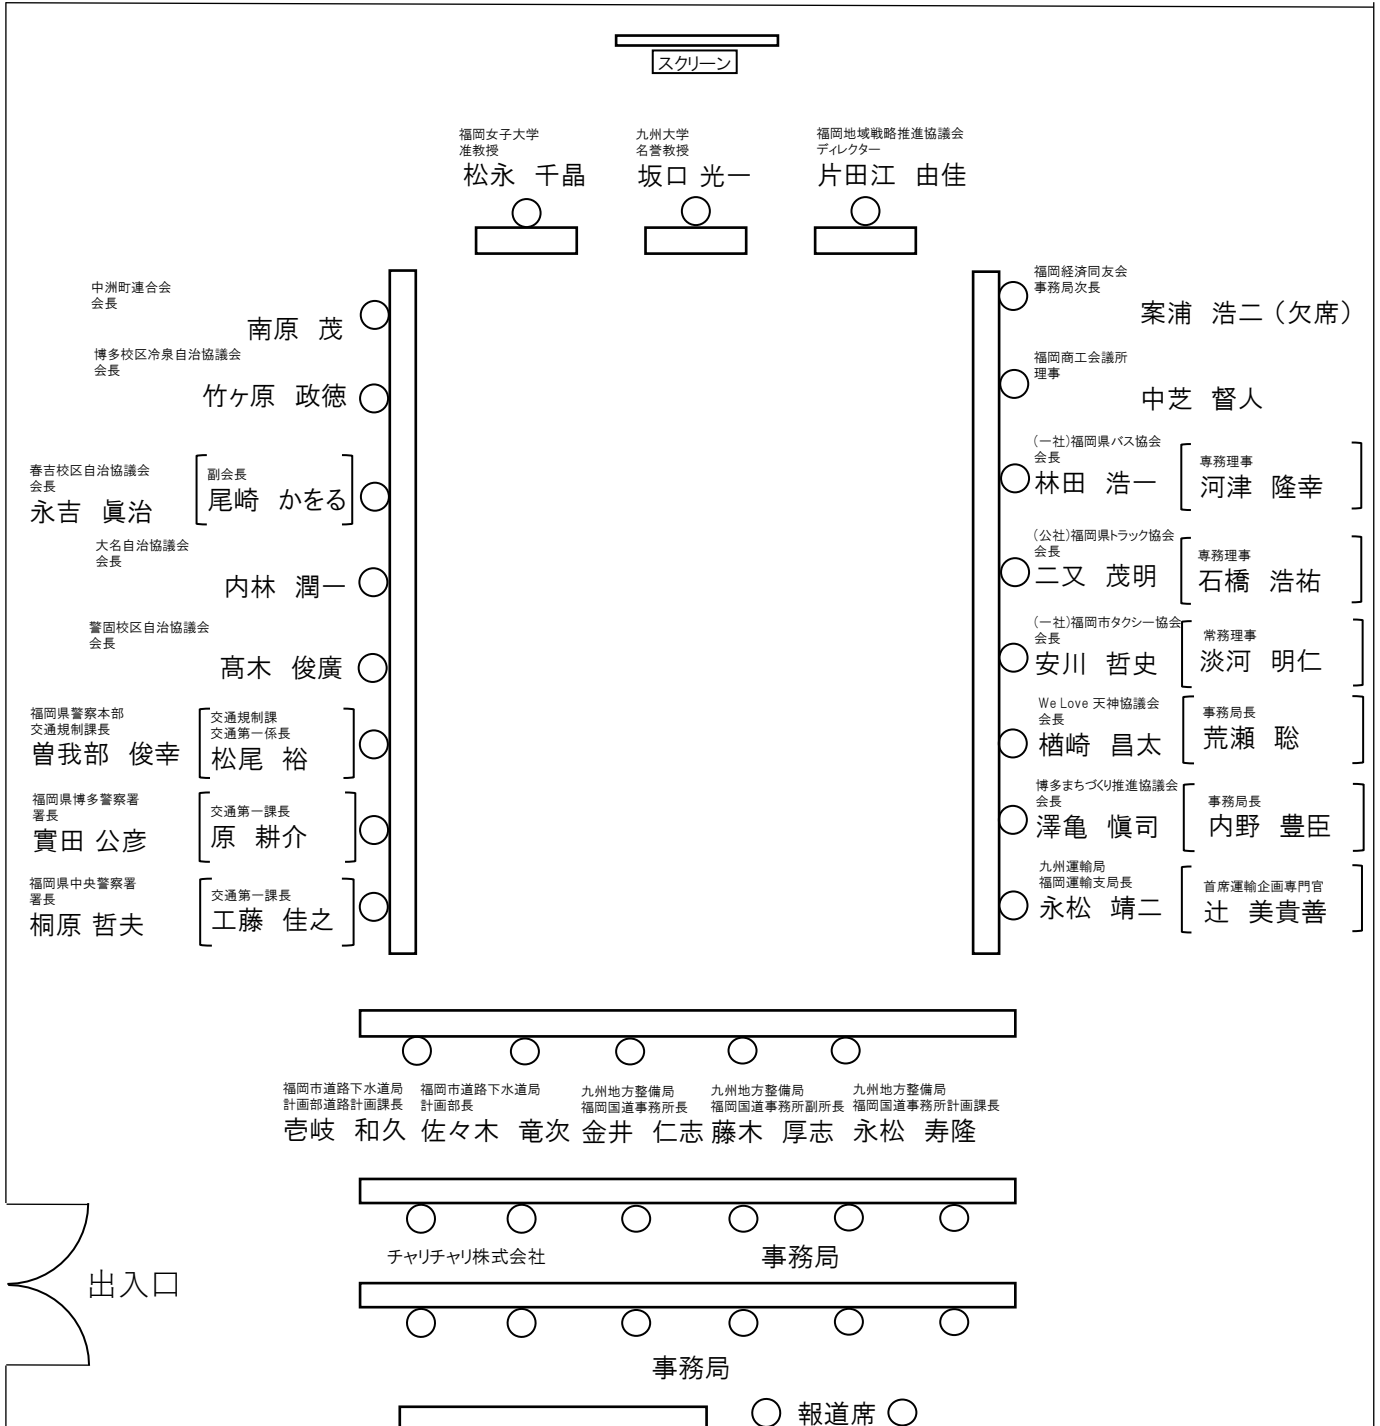 スクリーン
福岡女子大学
准教授
松永 千晶
九州大学
名誉教授
坂口 光一
福岡地域戦略推進協議会
ディレクター
片田江 由佳
中洲町連合会
会長
南原 茂
博多校区冷泉自治協議会
会長
竹ヶ原 政徳
春吉校区自治協議会
会長
永吉 眞治
副会長
尾崎 かをる
大名自治協議会
会長
内林 潤一
警固校区自治協議会
会長
髙木 俊廣
福岡県警察本部
交通規制課長
曽我部 俊幸
交通規制課
交通第一係長
松尾 裕
福岡県博多警察署
署長
實田 公彦
交通第一課長
原 耕介
福岡県中央警察署
署長
桐原 哲夫
交通第一課長
工藤 佳之
福岡経済同友会
事務局次長
案浦 浩二（欠席）
福岡商工会議所
理事
中芝 督人
（一社）福岡県バス協会
会長
林田 浩一
専務理事
河津 隆幸
（公社）福岡県トラック協会
会長
二又 茂明
専務理事
石橋 浩祐
（一社）福岡市タクシー協会
会長
安川 哲史
常務理事
淡河 明仁
We Love 天神協議会
会長
楢崎 昌太
事務局長
荒瀬 聡
博多まちづくり推進協議会
会長
澤亀 愼司
事務局長
内野 豊臣
九州運輸局
福岡運輸支局長
永松 靖二
首席運輸企画専門官
辻 美貴善
福岡市道路下水道局
計画部道路計画課長
壱岐 和久
福岡市道路下水道局
計画部長
佐々木 竜次
九州地方整備局
福岡国道事務所長
金井 仁志
九州地方整備局
福岡国道事務所副所長
藤木 厚志
九州地方整備局
福岡国道事務所計画課長
永松 寿隆
チャリチャリ株式会社
事務局
出入口
事務局
報道席